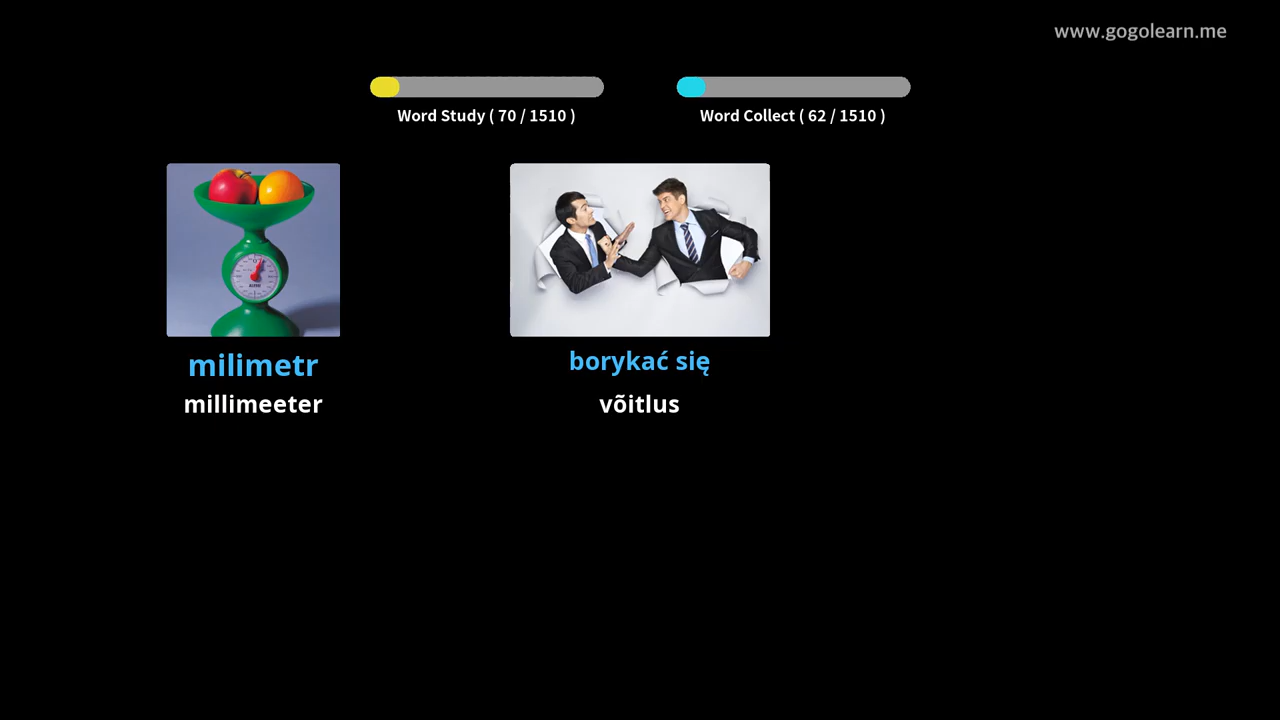 www.gogolearn.me
Word Study ( 70 / 1510 )
Word Collect ( 62 / 1510 )
milimetr
millimeeter
borykać się
võitlus